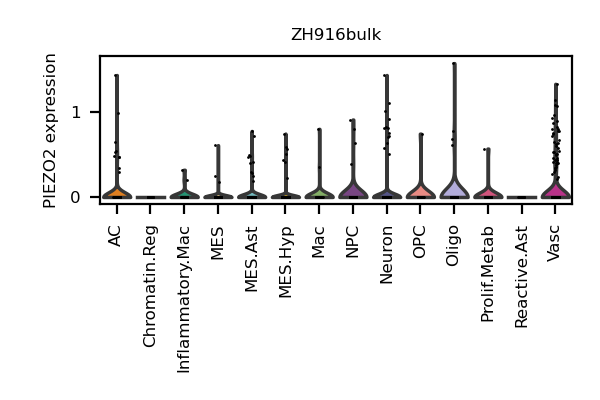 ZH916bulk
PIEZO2 expression
1
0
AC
Chromatin.Reg
Inflammatory.Mac
MES
MES.Ast
MES.Hyp
Mac
NPC
Neuron
OPC
Oligo
Prolif.Metab
Reactive.Ast
Vasc